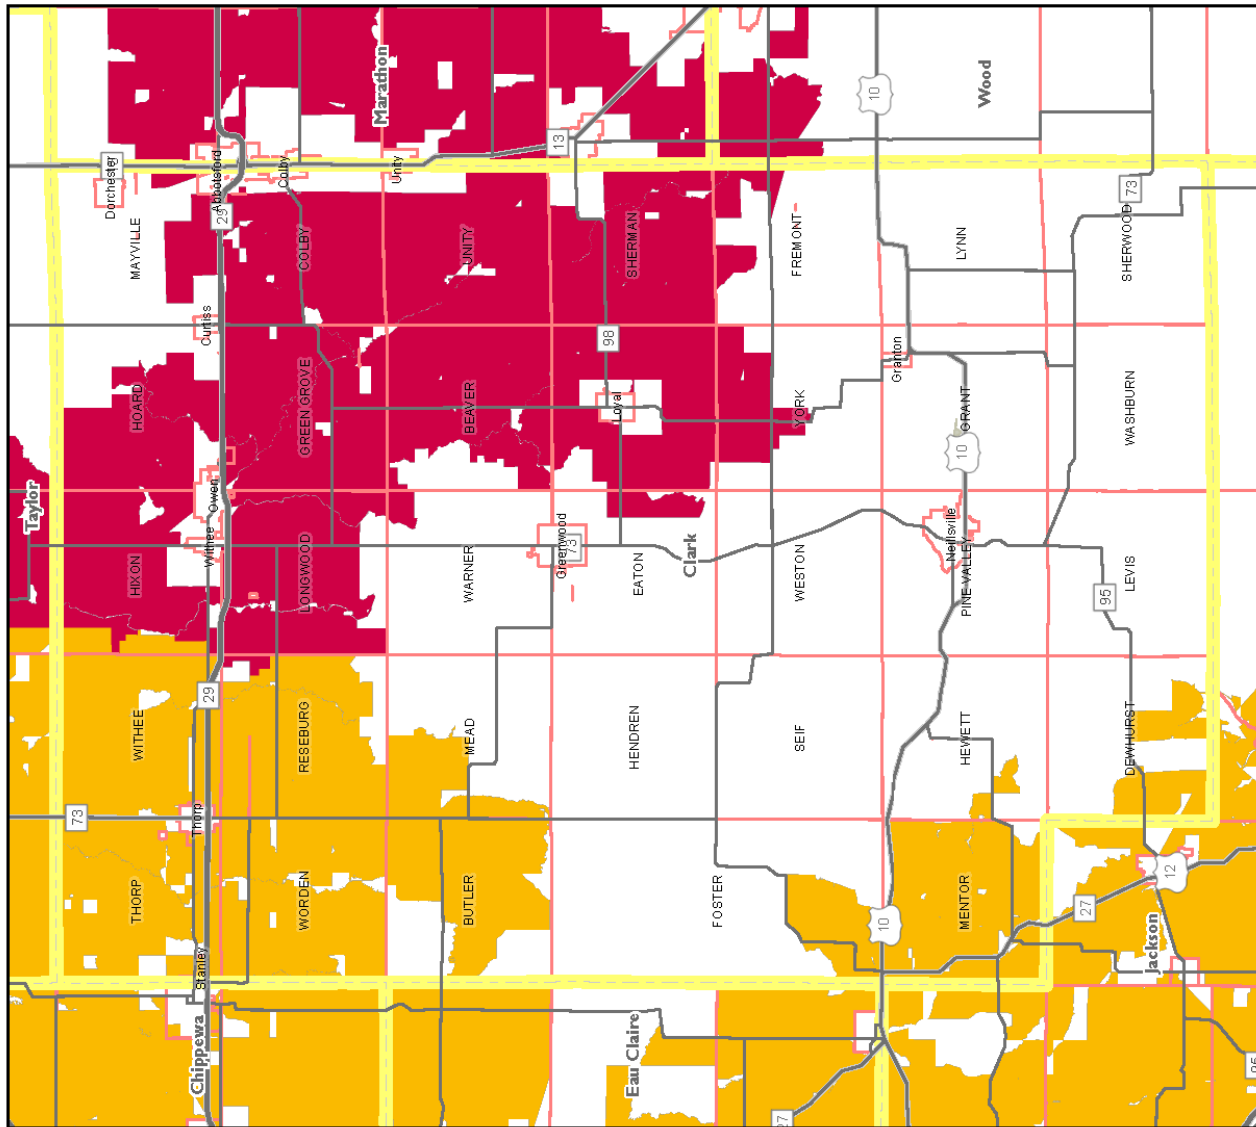 Taylor
73
Dorchester
THORP
WITHEE
HIXON
HOARD
MAYVILLE
Chippewa
Stanley
Thorp
29
Withee
Owen
Curtiss
29
Abbotsford
WORDEN
RESEBURG
LONGWOOD
GREEN GROVE
COLBY
Colby
Marathon
Unity
BUTLER
MEAD
WARNER
BEAVER
UNITY
Greenwood
73
13
Eau Claire
HENDREN
EATON
Loyal
98
SHERMAN
Clark
FOSTER
SEIF
WESTON
YORK
FREMONT
27
10
10
Granton
MENTOR
HEWETT
PINE VALLEY
Neillsville
10
GRANT
LYNN
Wood
27
95
Jackson
12
DEWHURST
LEVIS
WASHBURN
SHERWOOD
73
95